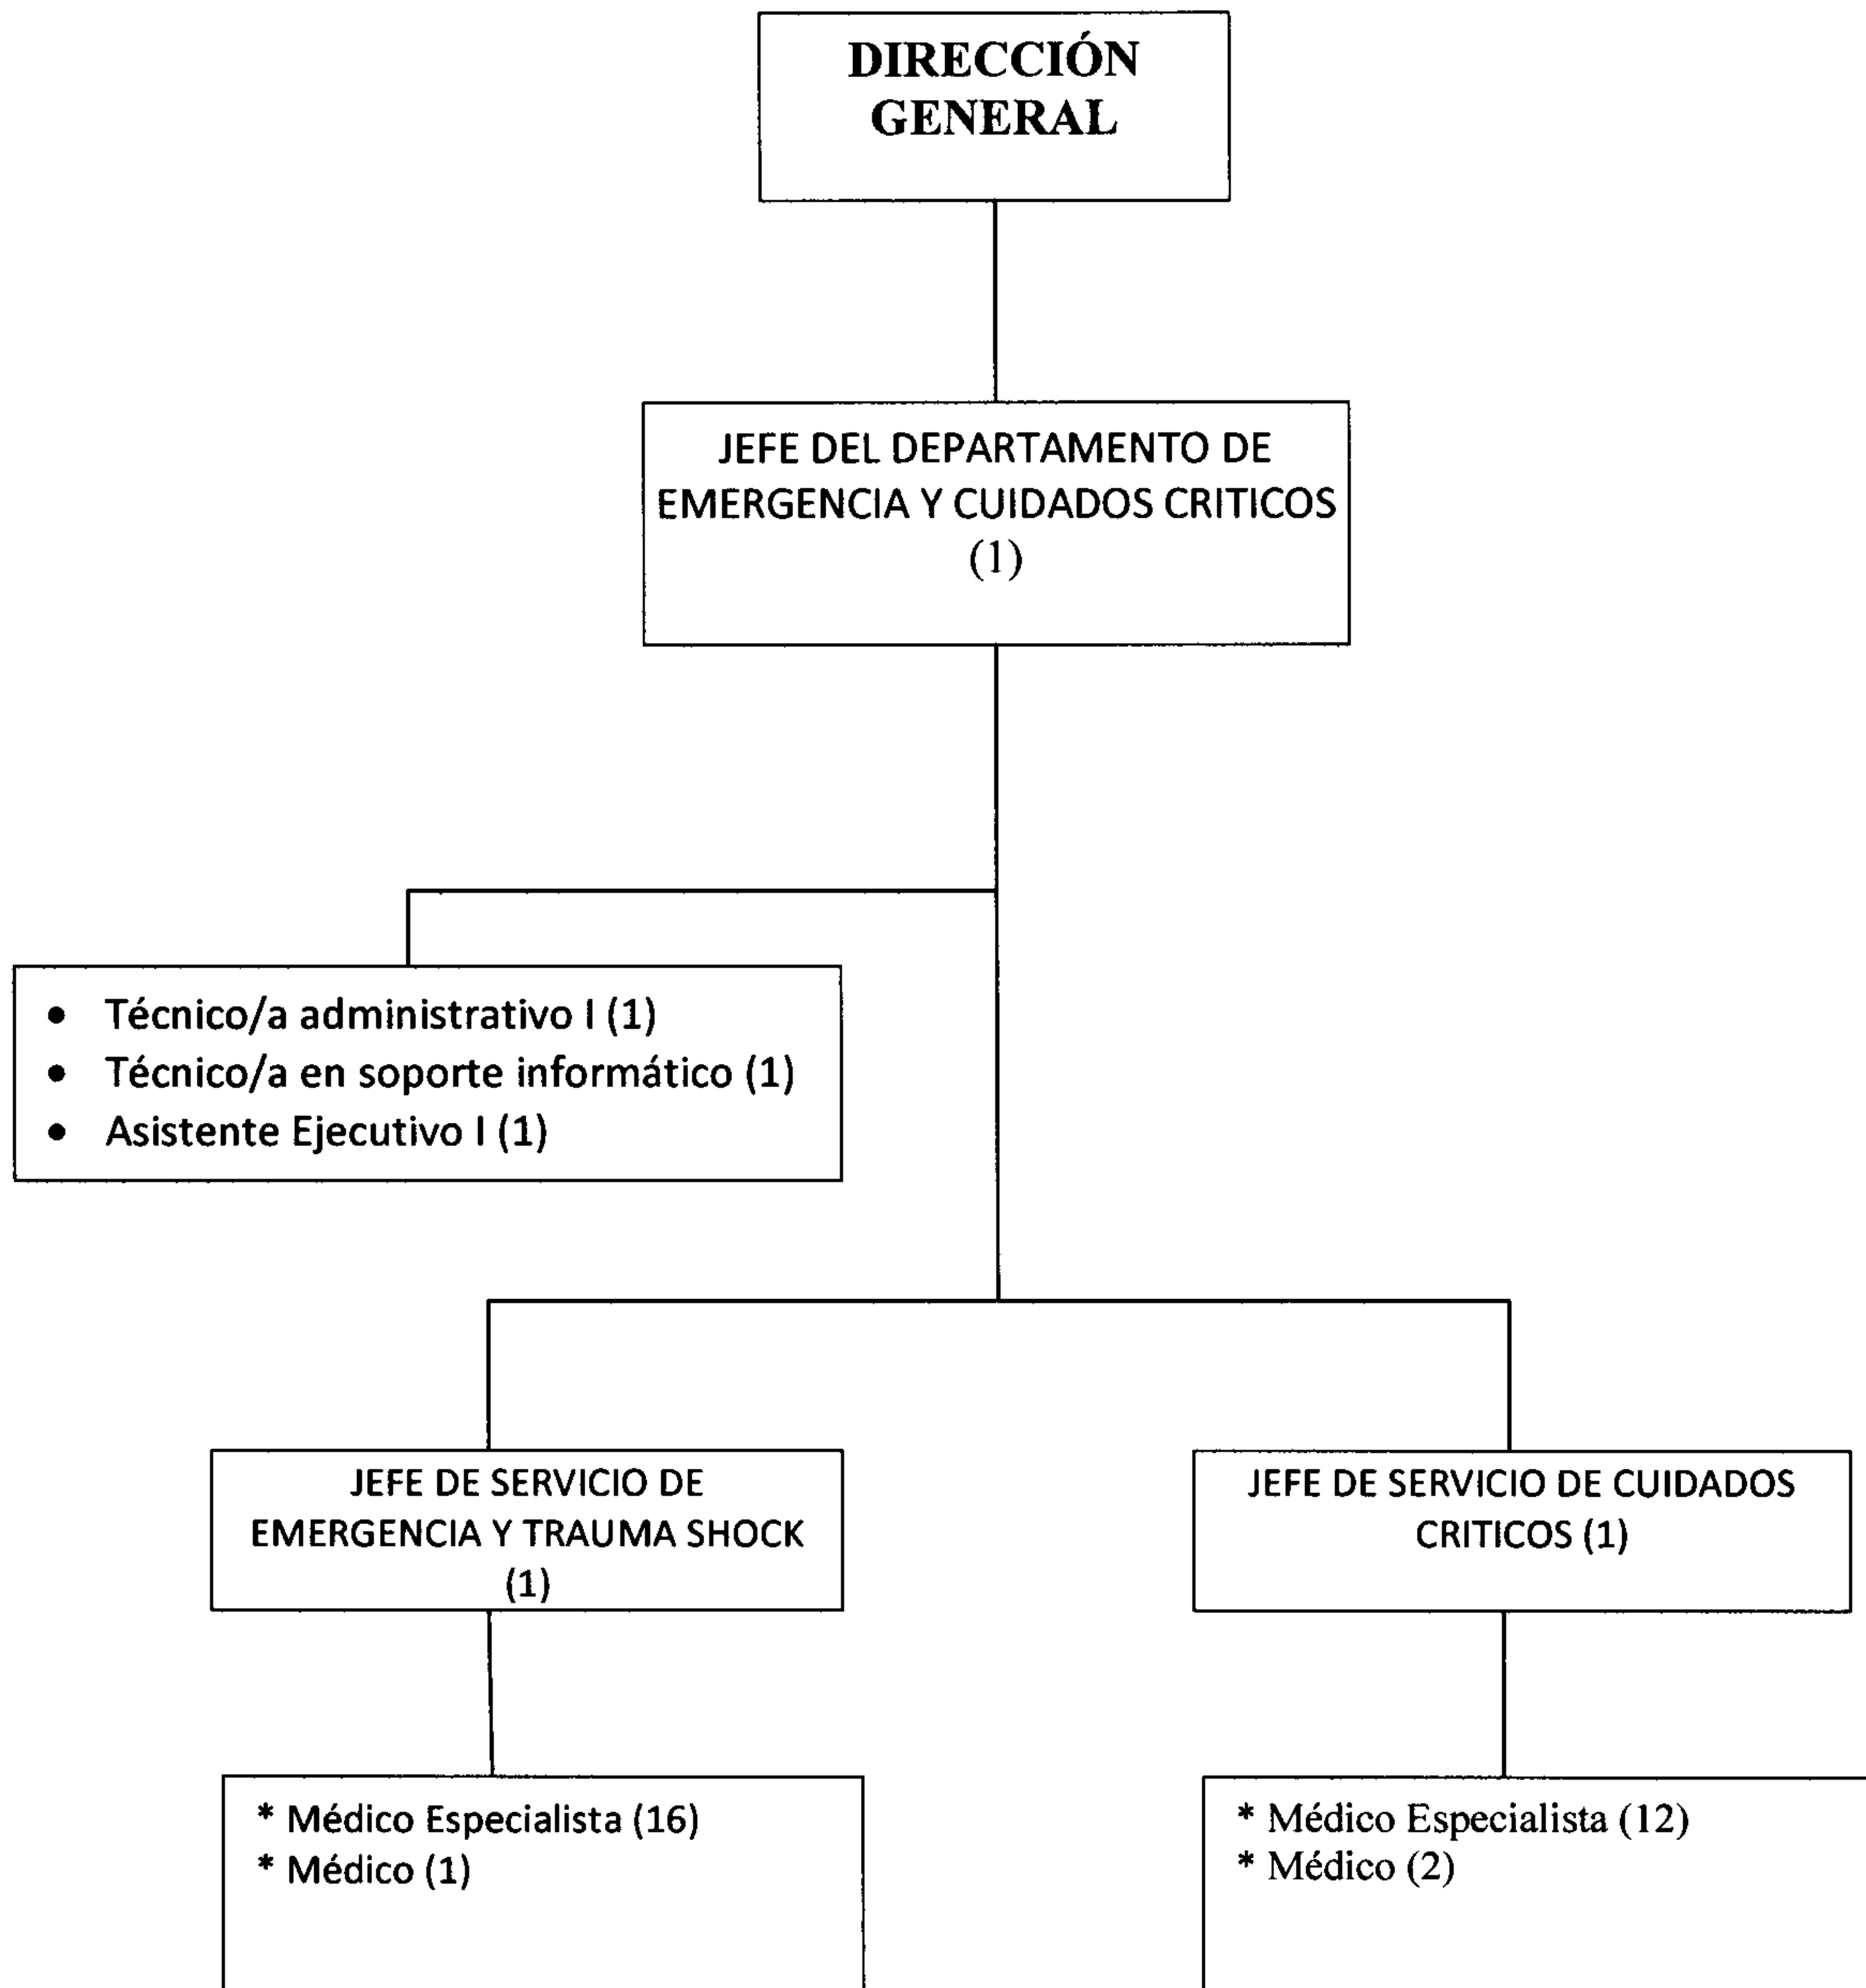 DIRECCIÓN
GENERAL
JEFE DEL DEPARTAMENTO DE
EMERGENCIA Y CUIDADOS CRITICOS
(1)
• Técnico/a administrativo I (1)
• Técnico/a en soporte informático (1)
• Asistente Ejecutivo I (1)
JEFE DE SERVICIO DE
EMERGENCIA Y TRAUMA SHOCK
(1)
JEFE DE SERVICIO DE CUIDADOS
CRITICOS (1)
* Médico Especialista (16)
* Médico (1)
* Médico Especialista (12)
* Médico (2)